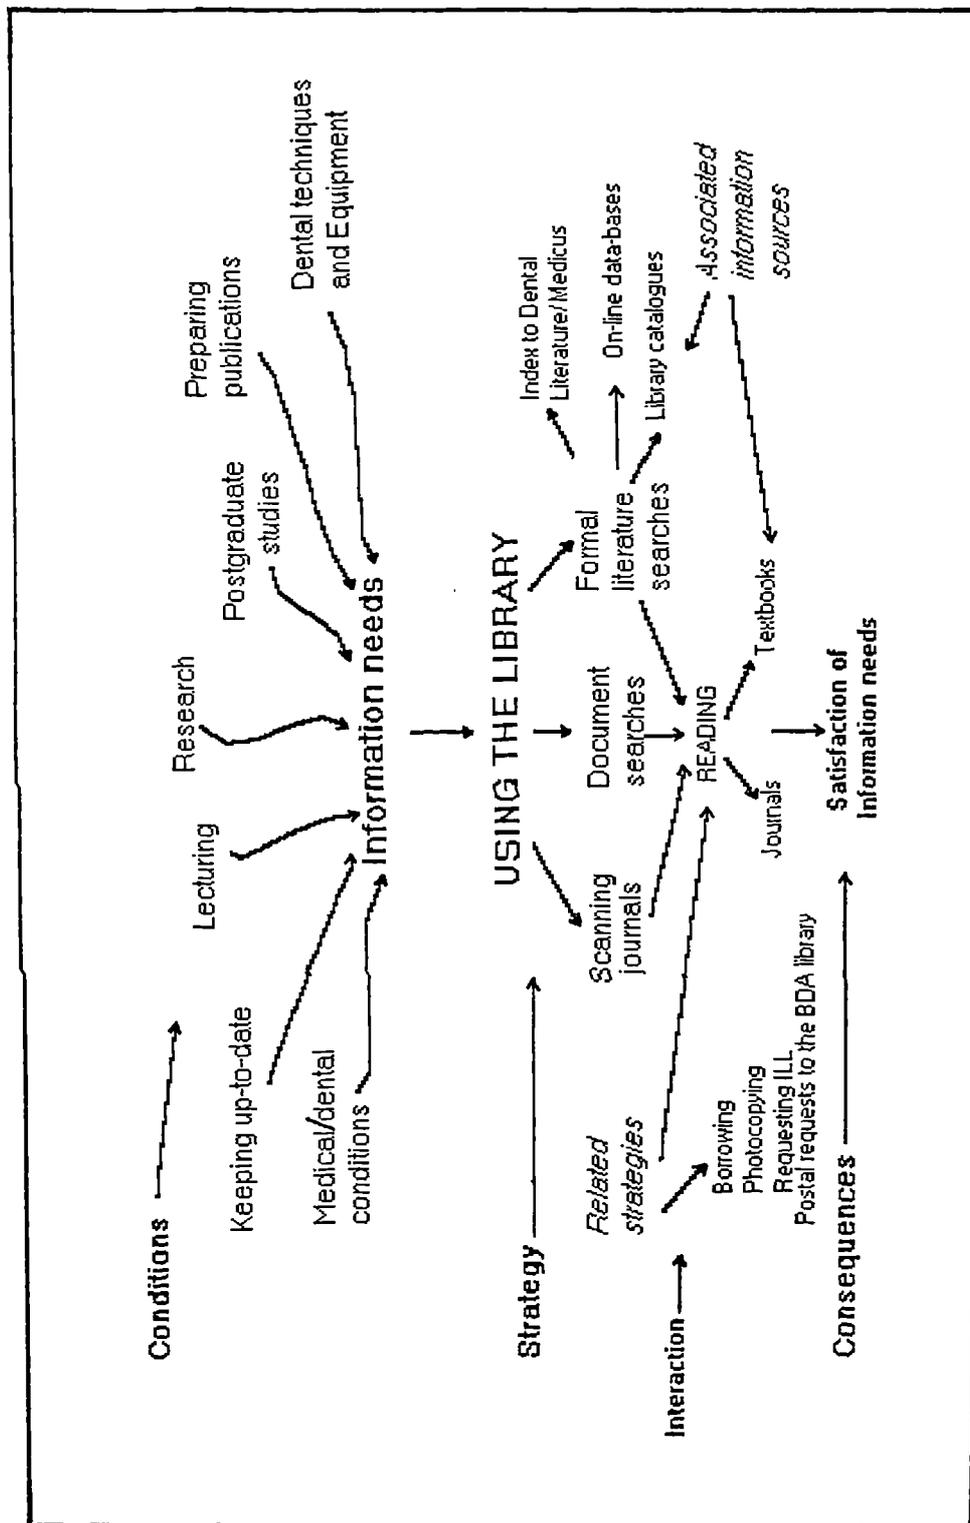 Conditions
Keeping up-to-date
Medical/dental
conditions
Lecturing
Research
Postgraduate
studies
Preparing
publications
Dental techniques
and Equipment
Information needs
Strategy
USING THE LIBRARY
Related
strategies
Scanning
journals
Document
searches
Formal
literature
searches
Index to Dental
Literature/Medicus
On-line data-bases
Library catalogues
Associated
information
sources
Interaction
Borrowing
Photocopying
Requesting ILL
Postal requests to the BDA library
READING
Journals
Textbooks
Consequences
Satisfaction of
Information needs